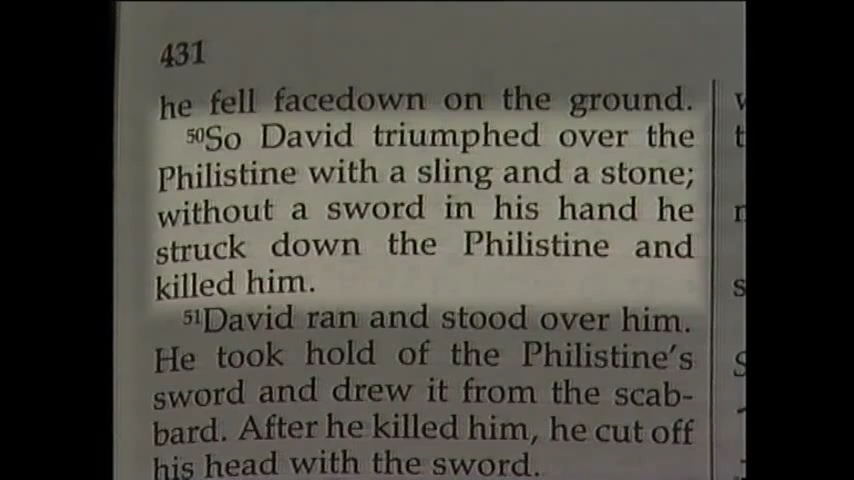 431
he fell facedown on the ground.
50So David triumphed over the
Philistine with a sling and a stone;
without a sword in his hand he
struck down the Philistine and
killed him.
51David ran and stood over him.
He took hold of the Philistine's
sword and drew it from the scab-
bard. After he killed him, he cut off
his head with the sword.